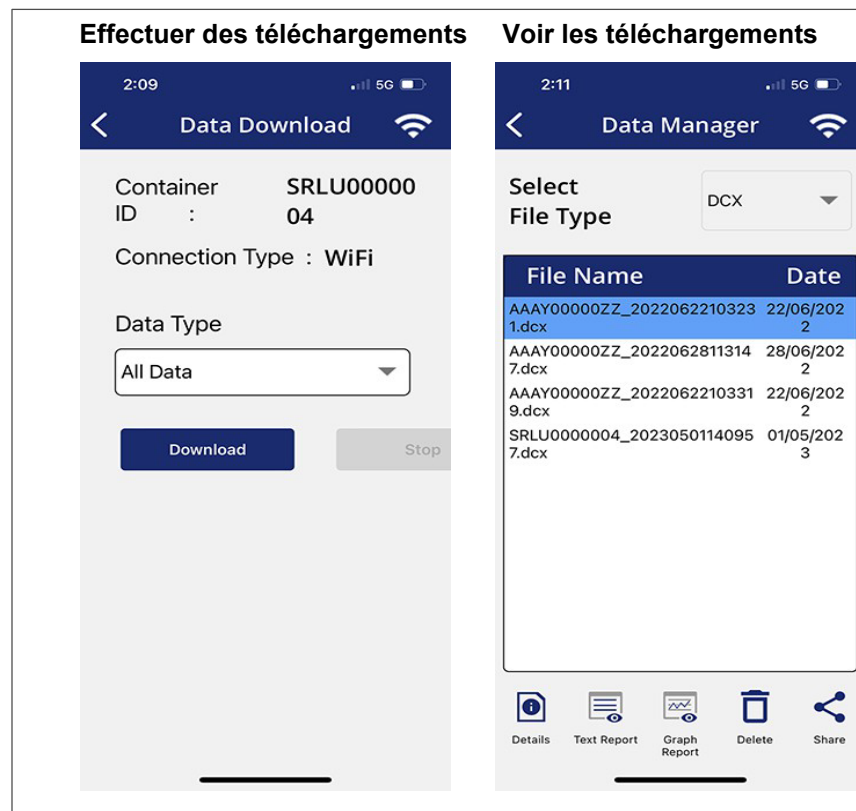 Effectuer des téléchargements
2:09
5G
Data Download
Container
ID :
SRLU00000
04
Connection Type : WiFi
Data Type
All Data
Download
Stop
Voir les téléchargements
2:11
5G
Data Manager
Select
File Type
DCX
File Name
Date
AAAY00000ZZ_2022062210323 22/06/202
1.dcx 2
AAAY00000ZZ_2022062811314 28/06/202
7.dcx 2
AAAY00000ZZ_2022062210331 22/06/202
9.dcx 2
SRLU0000004_2023050114095 01/05/202
7.dcx 3
Details
Text Report
Graph
Report
Delete
Share